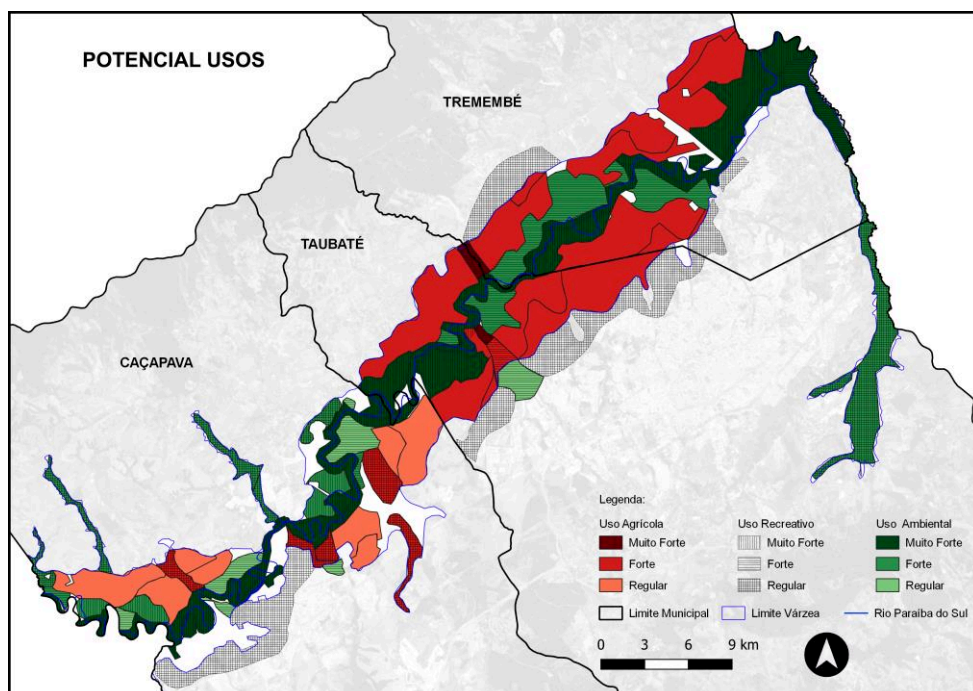 POTENCIAL USOS
TREMEMBÉ
TAUBATÉ
CAÇAPAVA
Legenda:
Uso Agrícola Uso Recreativo Uso Ambiental
Muito Forte Muito Forte Muito Forte
Forte Forte Forte
Regular Regular Regular
Limite Municipal Limite Várzea Rio Paraíba do Sul
0 3 6 9 km